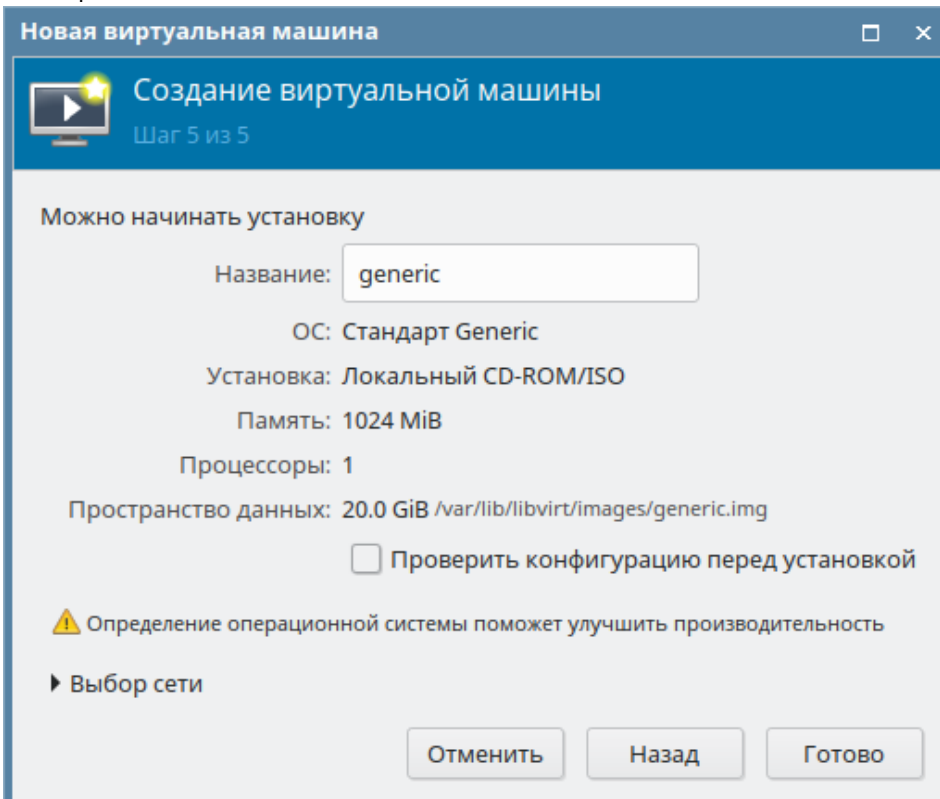 Новая виртуальная машина
Создание виртуальной машины
Шаг 5 из 5
Можно начинать установку
Название: generic
ОС: Стандарт Generic
Установка: Локальный CD-ROM/ISO
Память: 1024 MiB
Процессоры: 1
Пространство данных: 20.0 GiB /var/lib/libvirt/images/generic.img
Проверить конфигурацию перед установкой
Определение операционной системы поможет улучшить производительность
Выбор сети
Отменить Назад Готово